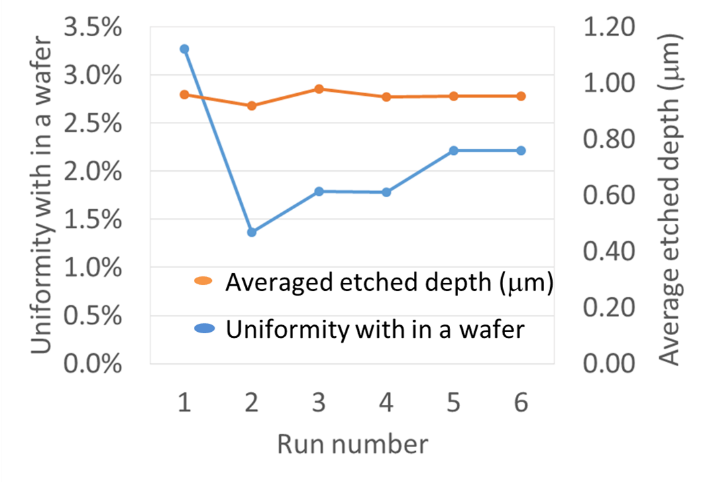 Uniformity with in a wafer
3.5%
3.0%
2.5%
2.0%
1.5%
1.0%
0.5%
0.0%
1.20
1.00
0.80
0.60
0.40
0.20
0.00
Average etched depth (μm)
Averaged etched depth (μm)
Uniformity with in a wafer
1 2 3 4 5 6
Run number